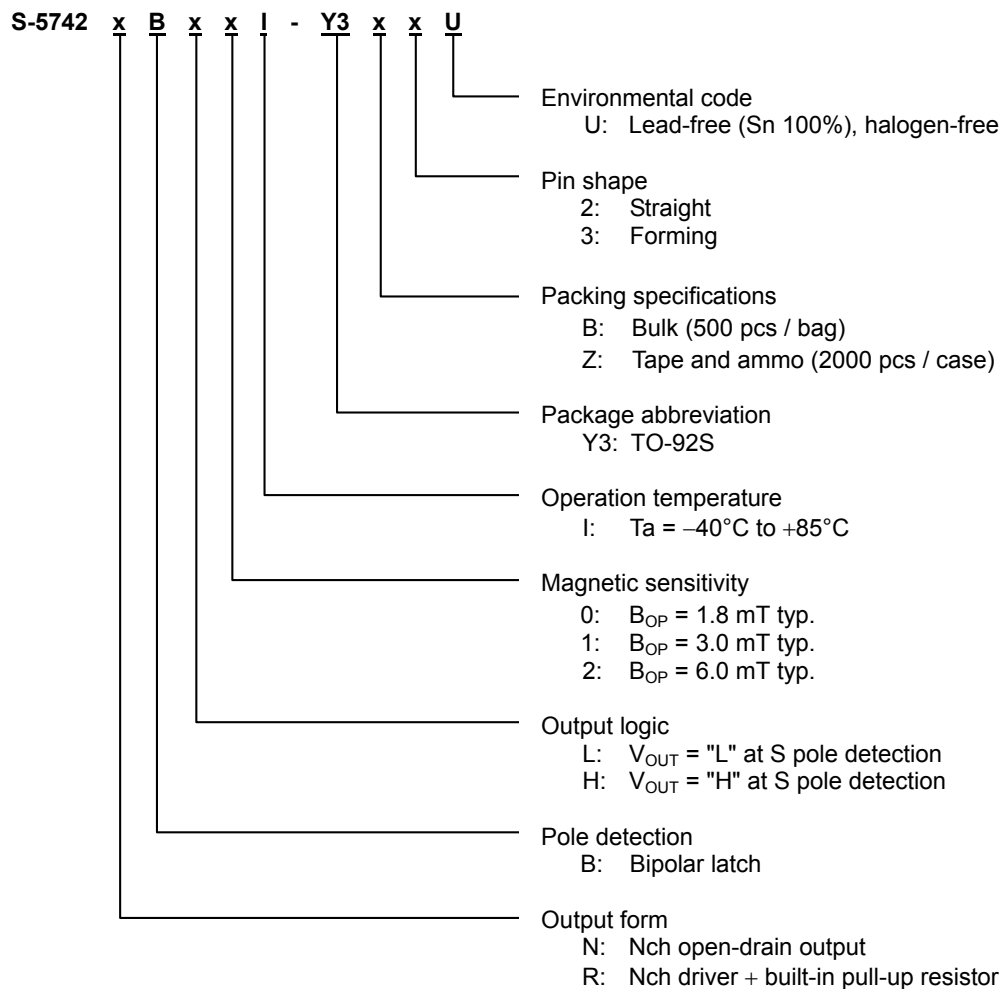 S-5742 x B x x I - Y3 x x U
Environmental code
U: Lead-free (Sn 100%), halogen-free
Pin shape
2: Straight
3: Forming
Packing specifications
B: Bulk (500 pcs / bag)
Z: Tape and ammo (2000 pcs / case)
Package abbreviation
Y3: TO-92S
Operation temperature
I: Ta = −40°C to +85°C
Magnetic sensitivity
0: BOP = 1.8 mT typ.
1: BOP = 3.0 mT typ.
2: BOP = 6.0 mT typ.
Output logic
L: VOUT = "L" at S pole detection
H: VOUT = "H" at S pole detection
Pole detection
B: Bipolar latch
Output form
N: Nch open-drain output
R: Nch driver + built-in pull-up resistor